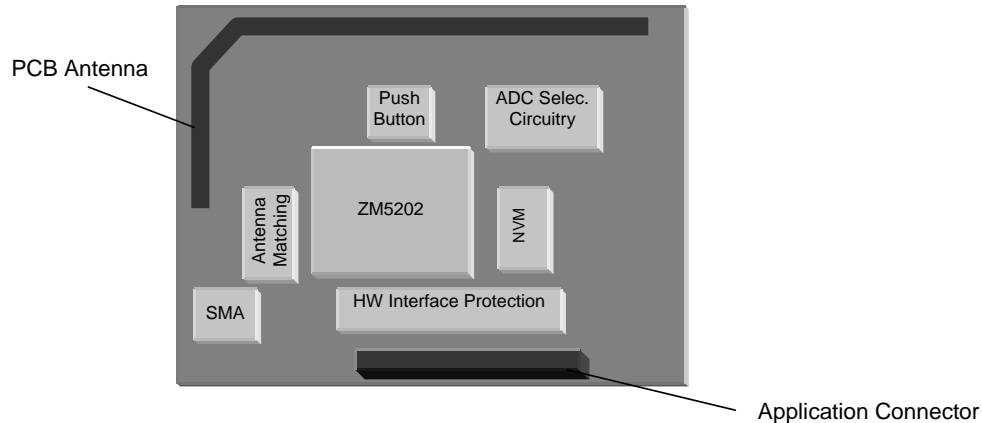 PCB Antenna
Push
Button
ADC Selec.
Circuitry
ZM5202
Antenna
Matching
NVM
SMA
HW Interface Protection
Application Connector